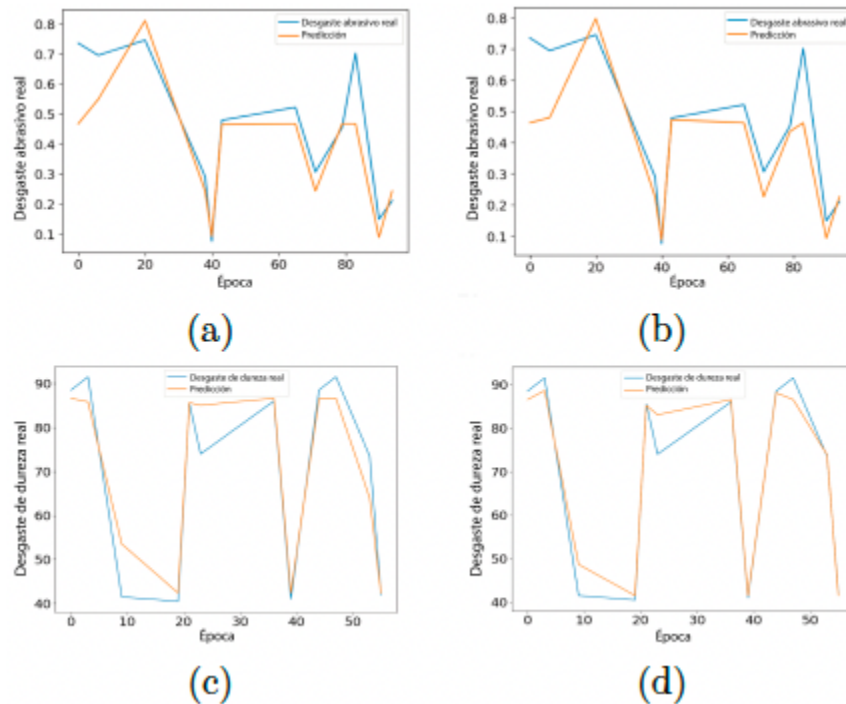 Desgaste abrasivo real
Predicción
Desgaste abrasivo real
0.8
0.7
0.6
0.5
0.4
0.3
0.2
0.1
0 20 40 60 80
Época
(a)
Desgaste abrasivo real
Predicción
Desgaste abrasivo real
0.8
0.7
0.6
0.5
0.4
0.3
0.2
0.1
0 20 40 60 80
Época
(b)
Desgaste de dureza real
Predicción
Desgaste de dureza real
90
80
70
60
50
40
0 10 20 30 40 50
Época
(c)
Desgaste de dureza real
Predicción
Desgaste de dureza real
90
80
70
60
50
40
0 10 20 30 40 50
Época
(d)